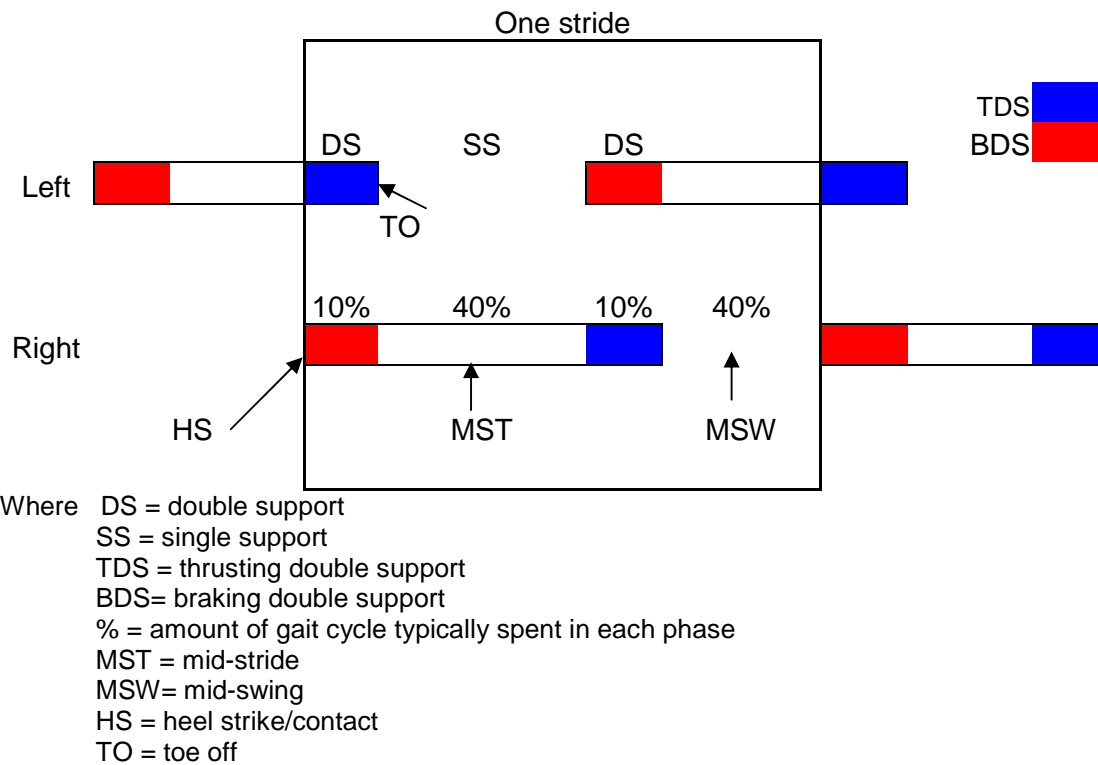 One stride
TDS
DS SS DS BDS
Left
TO
10% 40% 10% 40%
Right
HS MST MSW
Where DS = double support
SS = single support
TDS = thrusting double support
BDS= braking double support
% = amount of gait cycle typically spent in each phase
MST = mid-stride
MSW= mid-swing
HS = heel strike/contact
TO = toe off